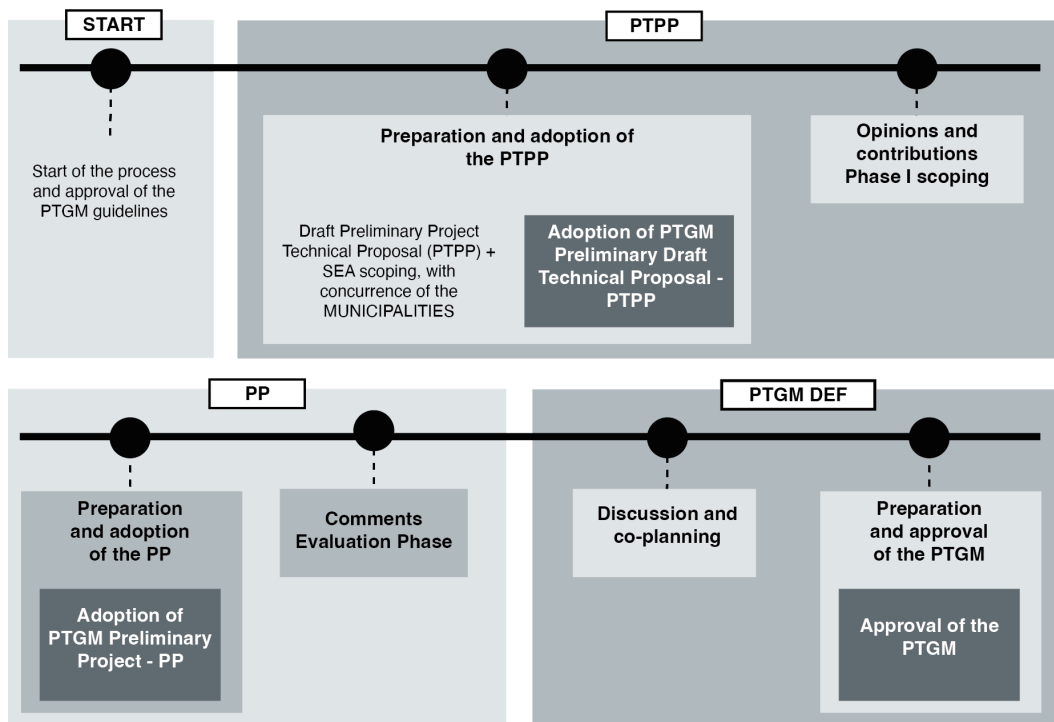 START
PTPP
Start of the process
and approval of the
PTGM guidelines
Preparation and adoption of
the PTPP
Draft Preliminary Project
Technical Proposal (PTPP) +
SEA scoping, with
concurrence of the
MUNICIPALITIES
Adoption of PTGM
Preliminary Draft
Technical Proposal -
PTPP
Opinions and
contributions
Phase I scoping
PP
PTGM DEF
Preparation
and adoption
of the PP
Adoption of
PTGM Preliminary
Project - PP
Comments
Evaluation Phase
Discussion and
co-planning
Preparation
and approval
of the PTGM
Approval of the
PTGM